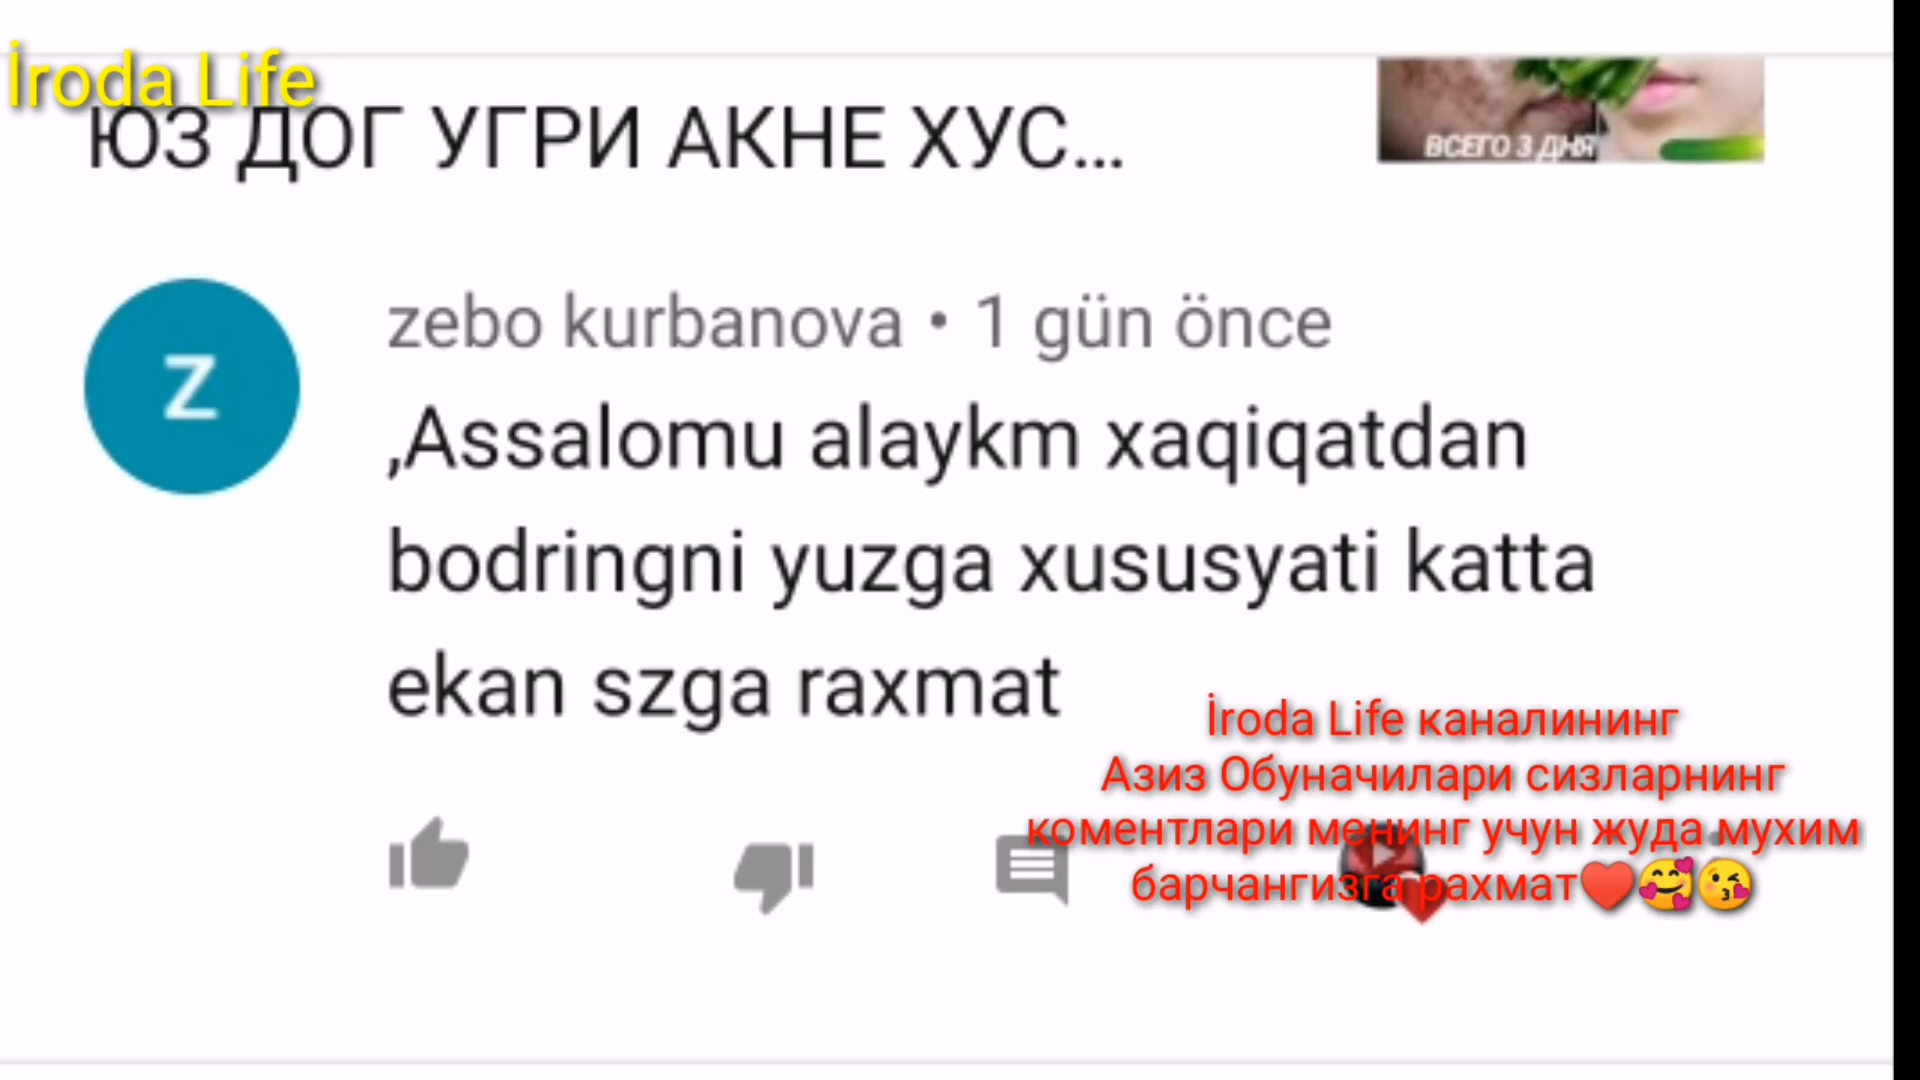 İroda Life
ЮЗ ДОГ УГРИ АКНЕ ХУС...
ВСЕГО 3 ДНЯ
Z
zebo kurbanova • 1 gün önce
,Assalomu alaykm xaqiqatdan
bodringni yuzga xususyati katta
ekan szga raxmat
İroda Life каналининг
Азиз Обуначилари сизларнинг
коментлари менинг учун жуда мухим
барчангизга рахмат❤️🥰😘